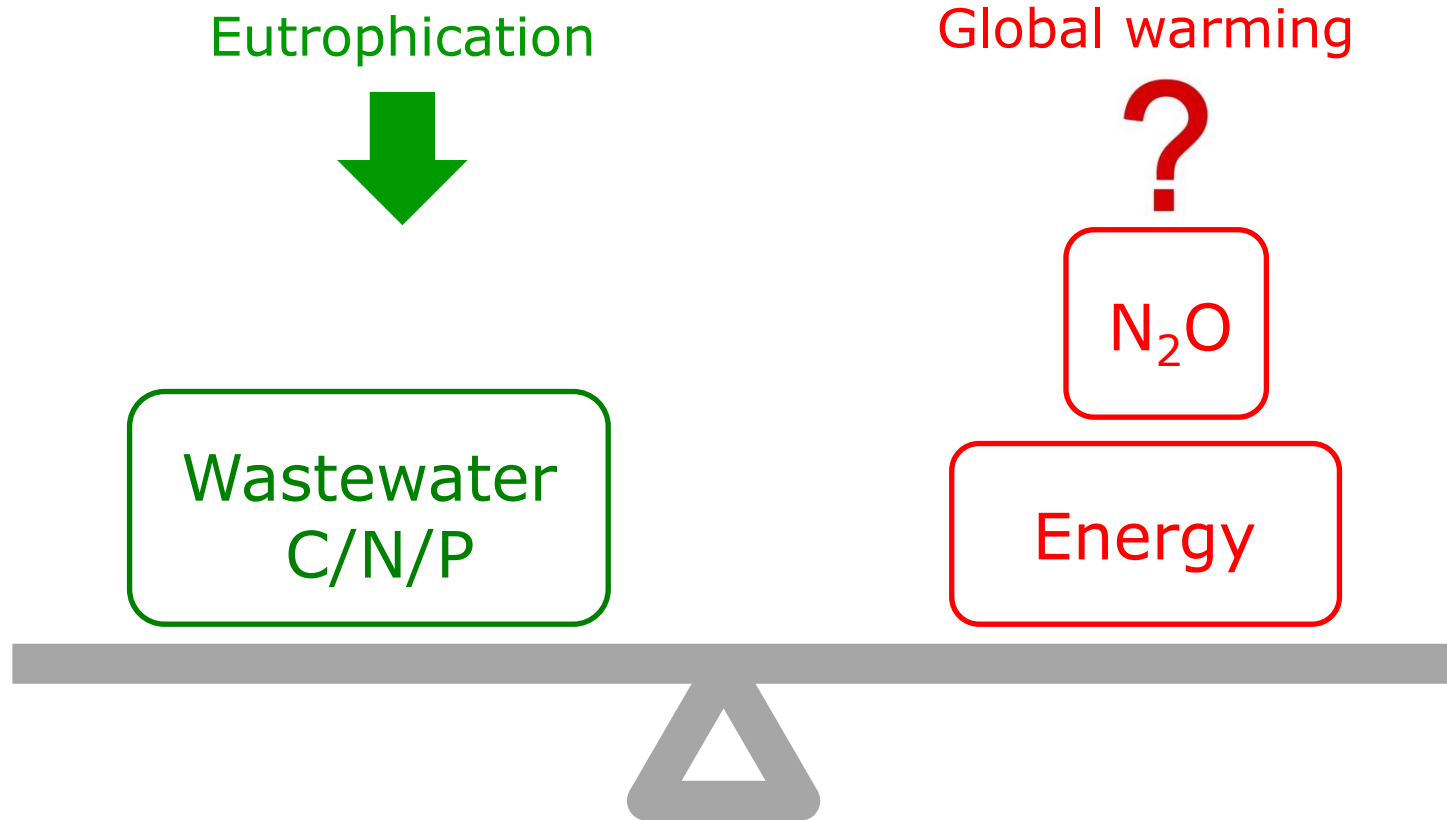 Eutrophication
Global warming
?
N₂O
Wastewater
C/N/P
Energy